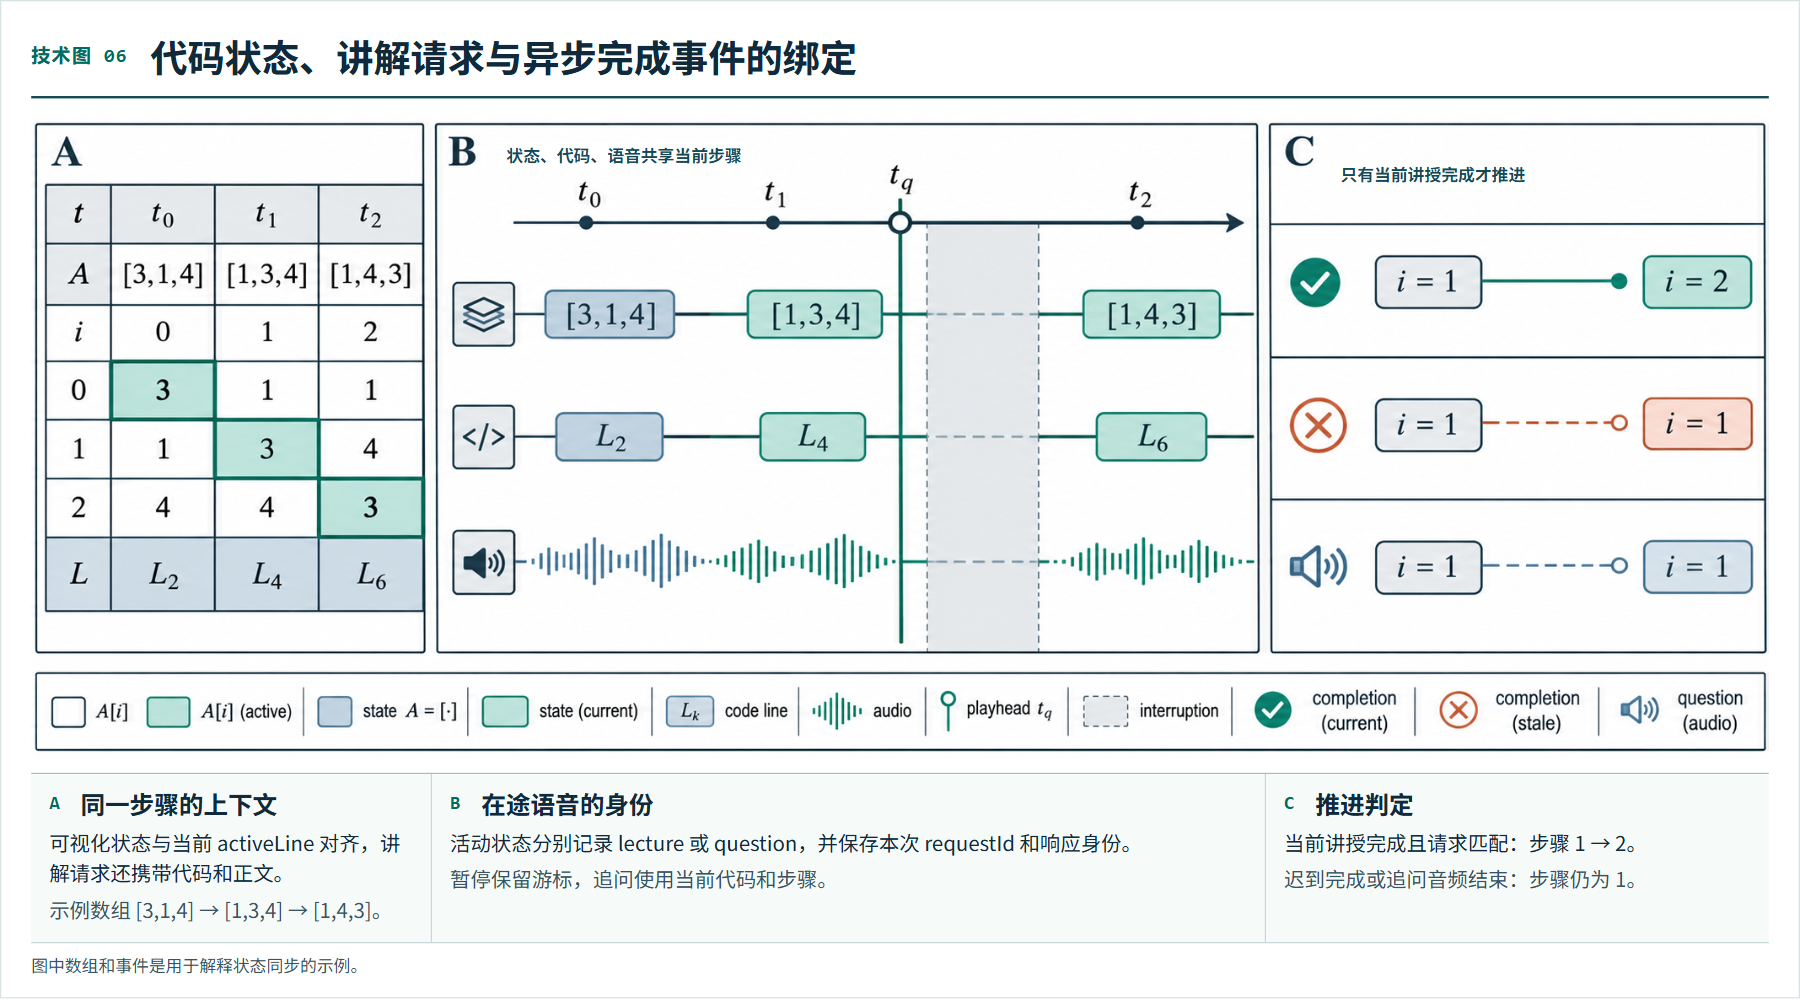 技术图 06 代码状态、讲解请求与异步完成事件的绑定
A
t t0 t1 t2
A [3,1,4] [1,3,4] [1,4,3]
i 0 1 2
0 3 1 1
1 1 3 4
2 4 4 3
L L2 L4 L6
B 状态、代码、语音共享当前步骤
t0 t1 tq t2
[3,1,4] [1,3,4] [1,4,3]
</> L2 L4 L6
C 只有当前讲授完成才推进
i = 1 i = 2
i = 1 i = 1
i = 1 i = 1
A[i] A[i] (active) state A = [·] state (current) Lk code line audio playhead tq interruption completion (current) completion (stale) question (audio)
A 同一步骤的上下文
可视化状态与当前 activeLine 对齐，讲
解请求还携带代码和正文。
示例数组 [3,1,4] → [1,3,4] → [1,4,3]。
B 在途语音的身份
活动状态分别记录 lecture 或 question，并保存本次 requestId 和响应身份。
暂停保留游标，追问使用当前代码和步骤。
C 推进判定
当前讲授完成且请求匹配：步骤 1 → 2。
迟到完成或追问音频结束：步骤仍为 1。
图中数组和事件是用于解释状态同步的示例。